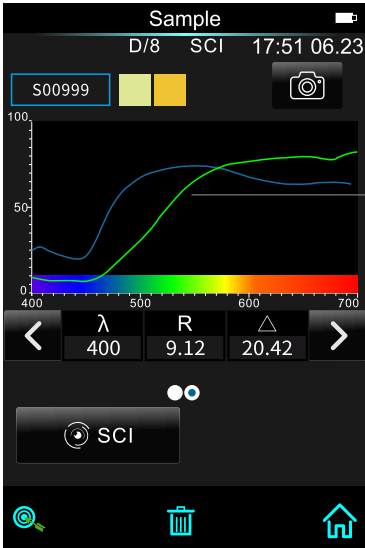 Sample
D/8 SCI 17:51 06.23
S00999
100
50
0
400 500 600 700
λ R △
400 9.12 20.42
SCI